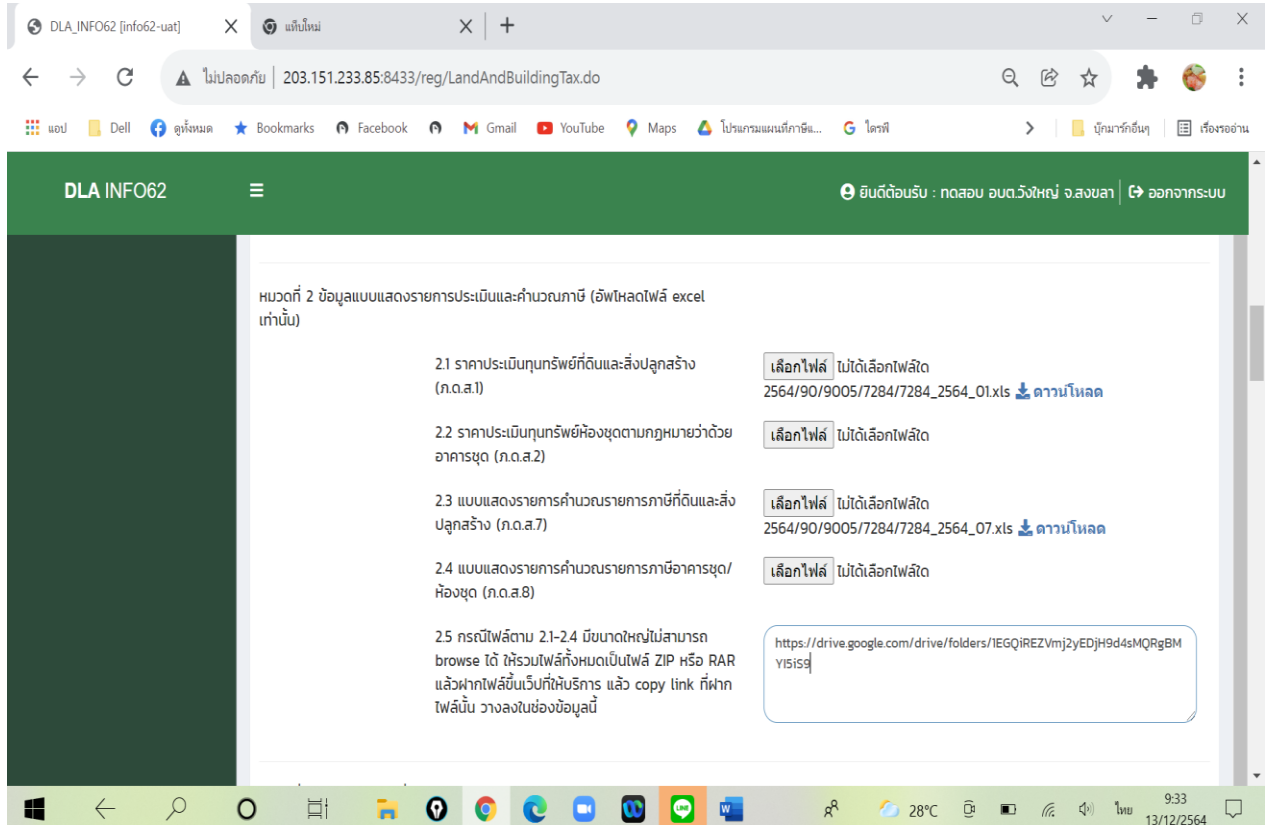 DLA_INFO62 [info62-uat]
แท็บใหม่
ไม่ปลอดภัย
203.151.233.85:8433/reg/LandAndBuildingTax.do
แอป
Dell
ดูทั้งหมด
Bookmarks
Facebook
Gmail
YouTube
Maps
โปรแกรมแผนที่ภาษีแ...
ไดรฟ์
บุ๊กมาร์กอื่นๆ
เรื่องรออ่าน
DLA INFO62
ยินดีต้อนรับ : ทดสอบ อบต.วังใหญ่ จ.สงขลา
ออกจากระบบ
หมวดที่ 2 ข้อมูลแบบแสดงรายการประเมินและคำนวณภาษี (อัพโหลดไฟล์ excel
เท่านั้น)
2.1 ราคาประเมินทุนทรัพย์ที่ดินและสิ่งปลูกสร้าง
(ภ.ด.ส.1)
เลือกไฟล์ ไม่ได้เลือกไฟล์ใด
2564/90/9005/7284/7284_2564_01.xls ดาวน์โหลด
2.2 ราคาประเมินทุนทรัพย์ห้องชุดตามกฎหมายว่าด้วย
อาคารชุด (ภ.ด.ส.2)
เลือกไฟล์ ไม่ได้เลือกไฟล์ใด
2.3 แบบแสดงรายการคำนวณรายการภาษีที่ดินและสิ่ง
ปลูกสร้าง (ภ.ด.ส.7)
เลือกไฟล์ ไม่ได้เลือกไฟล์ใด
2564/90/9005/7284/7284_2564_07.xls ดาวน์โหลด
2.4 แบบแสดงรายการคำนวณรายการภาษีอาคารชุด/
ห้องชุด (ภ.ด.ส.8)
เลือกไฟล์ ไม่ได้เลือกไฟล์ใด
2.5 กรณีไฟล์ตาม 2.1-2.4 มีขนาดใหญ่ไม่สามารถ
browse ได้ ให้รวมไฟล์ทั้งหมดเป็นไฟล์ ZIP หรือ RAR
แล้วฝากไฟล์ขึ้นเว็ปที่ให้บริการ แล้ว copy link ที่ฝาก
ไฟล์นั้น วางลงในช่องข้อมูลนี้
https://drive.google.com/drive/folders/1EGQiREZVmj2yEDjH9d4sMQRgBM
YI5iS9
28°C
ไทย
9:33
13/12/2564